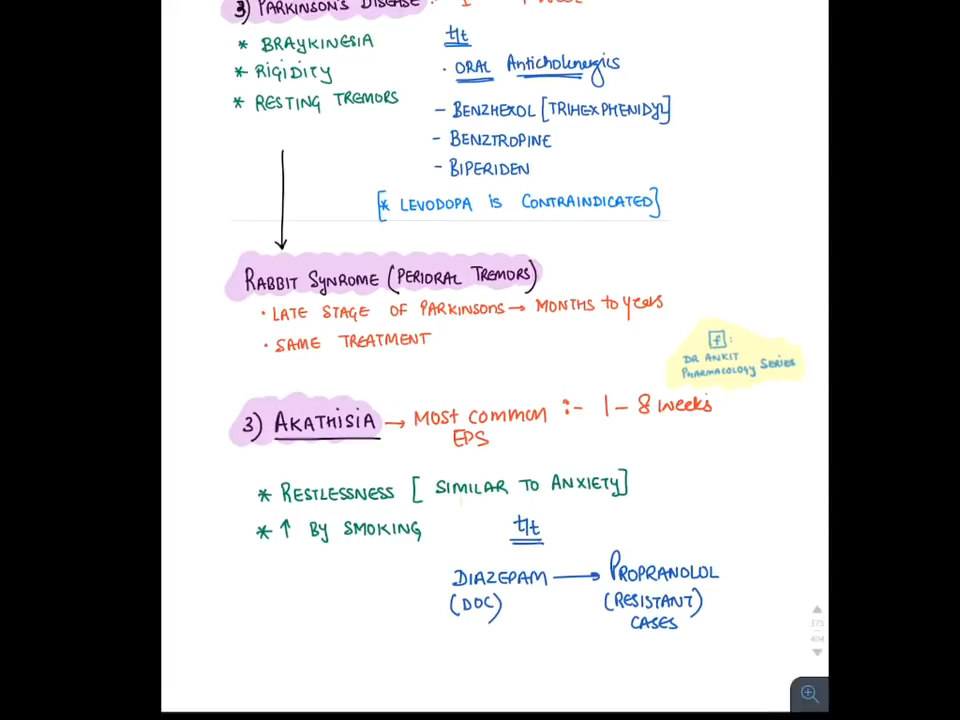 3) PARKINSON'S DISEASE :-
* BRAYKINESIA
* RIGIDITY
* RESTING TREMORS
t/t
· ORAL Anticholinergics
- BENZHEXOL [TRIHEXPHENIDYL]
- BENZTROPINE
- BIPERIDEN
[* LEVODOPA is CONTRAINDICATED]
RABBIT SYNROME (PERIORAL TREMORS)
· LATE STAGE OF PARKINSONS → MONTHS to years
· SAME TREATMENT
f:
DR ANKIT
PHARMACOLOGY SERIES
3) AKATHISIA → MOST COMMON :- 1 - 8 weeks
EPS
* RESTLESSNESS [SIMILAR TO ANXIETY]
* ↑ BY SMOKING
t/t
DIAZEPAM → PROPRANOLOL
(DOC) (RESISTANT)
CASES